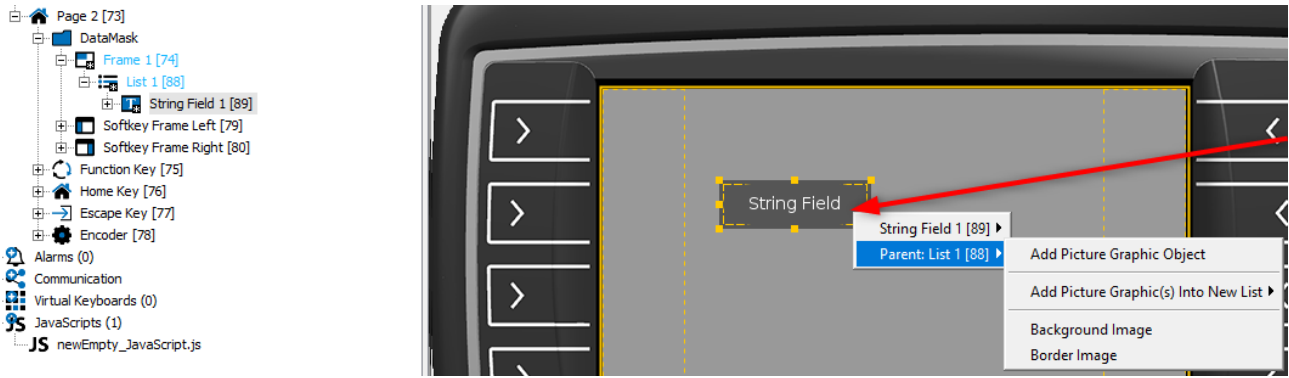 Page 2 [73]
DataMask
Frame 1 [74]
List 1 [88]
String Field 1 [89]
Softkey Frame Left [79]
Softkey Frame Right [80]
Function Key [75]
Home Key [76]
Escape Key [77]
Encoder [78]
Alarms (0)
Communication
Virtual Keyboards (0)
JS JavaScripts (1)
JS newEmpty_JavaScript.js
String Field
String Field 1 [89]
Parent: List 1 [88]
Add Picture Graphic Object
Add Picture Graphic(s) Into New List
Background Image
Border Image